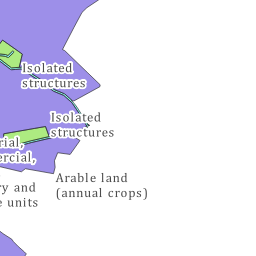 Isolated
structures
Isolated
structures
rial,
ercial,
Arable land
(annual crops)
ry and
e units